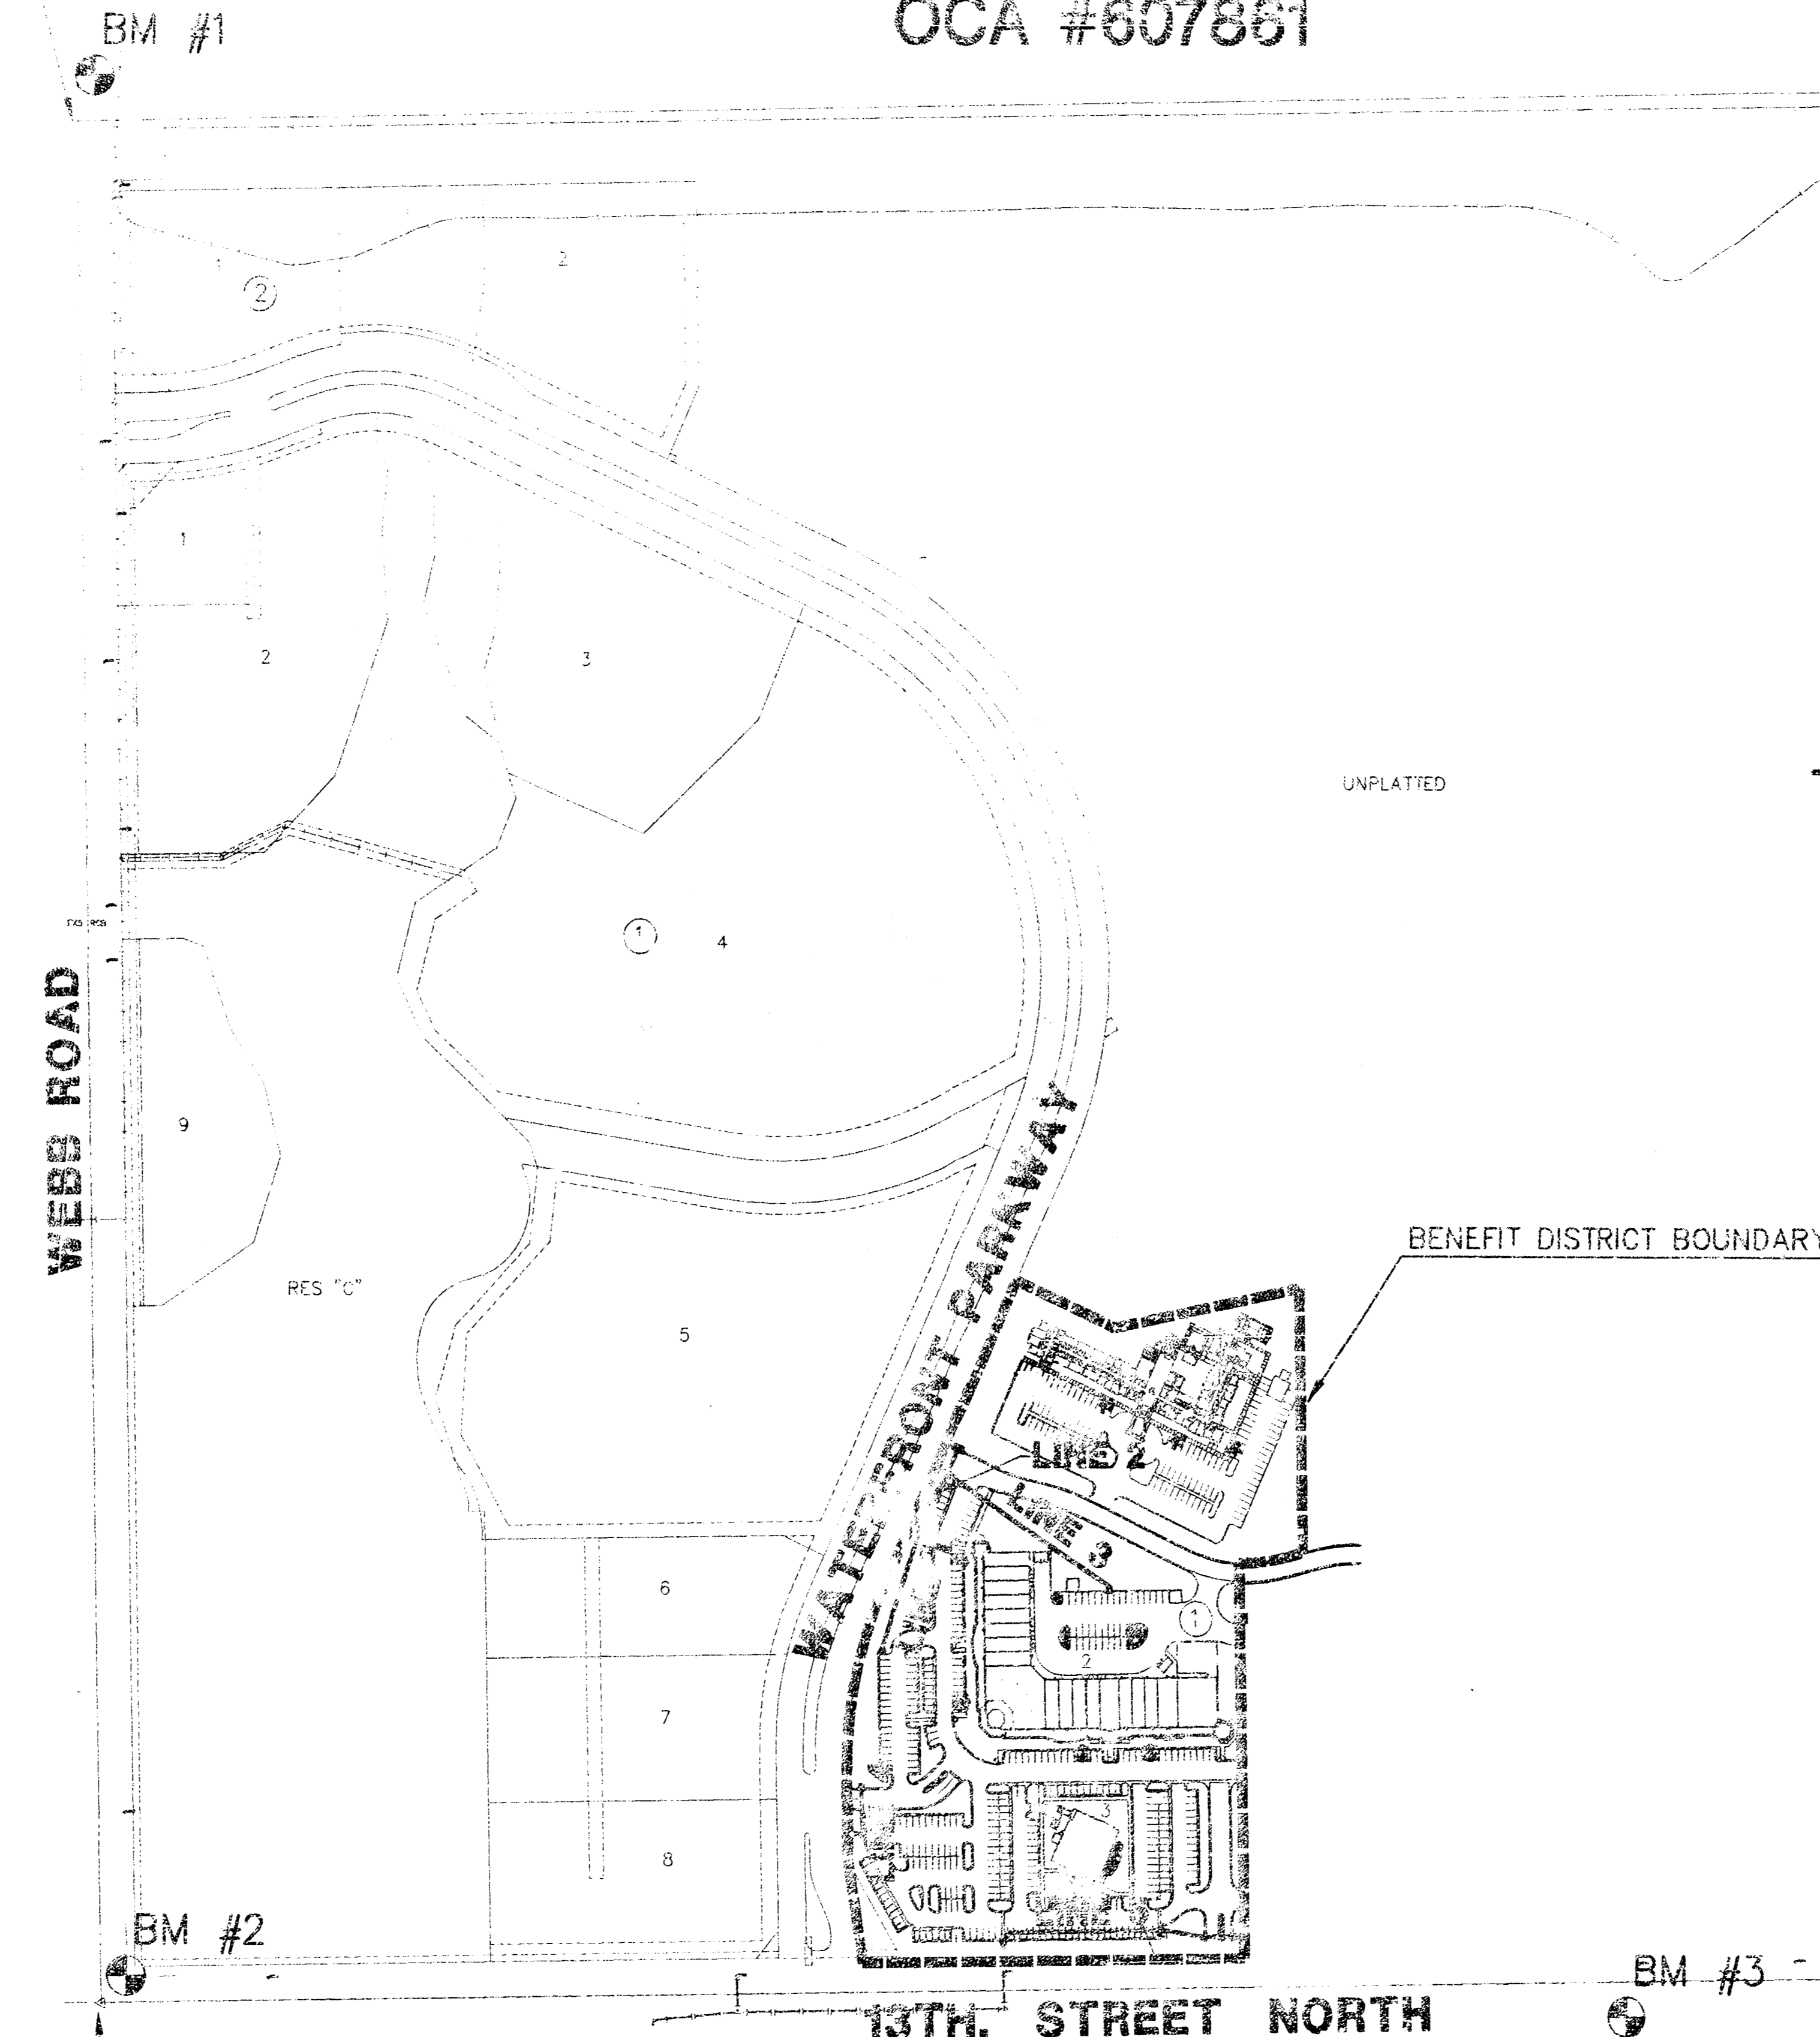 OCA #607861
BM #1
1
2
2
1
2
3
UNPLATTED
1
4
WEBB ROAD
9
WATERFRONT PARKWAY
BENEFIT DISTRICT BOUNDARY
RES "C"
5
LINE 2
LINE 3
6
1
2
7
3
8
BM #2
BM #3
13TH. STREET NORTH